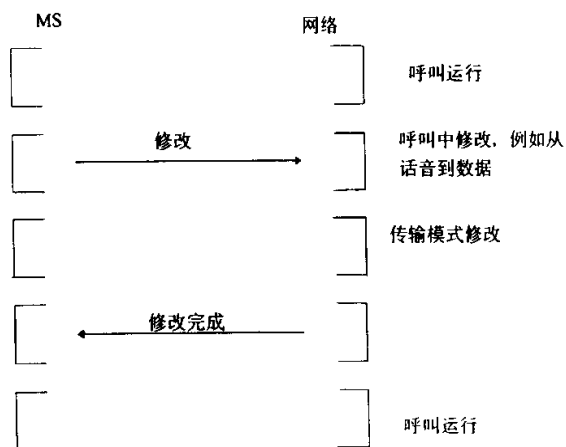 MS
网络
呼叫运行
修改
呼叫中修改, 例如从
话音到数据
传输模式修改
修改完成
呼叫运行